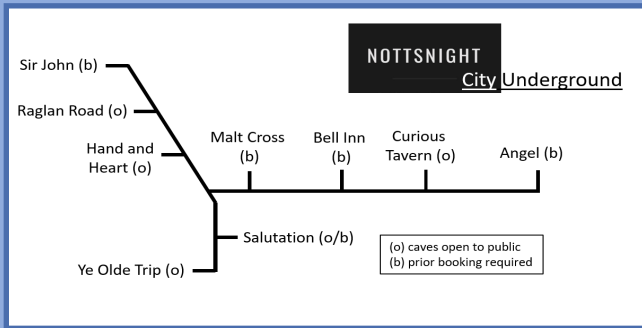 NOTTSNIGHT
City Underground
Sir John (b)
Raglan Road (o)
Hand and
Heart (o)
Malt Cross
(b)
Bell Inn
(b)
Curious
Tavern (o)
Angel (b)
Salutation (o/b)
Ye Olde Trip (o)
(o) caves open to public
(b) prior booking required